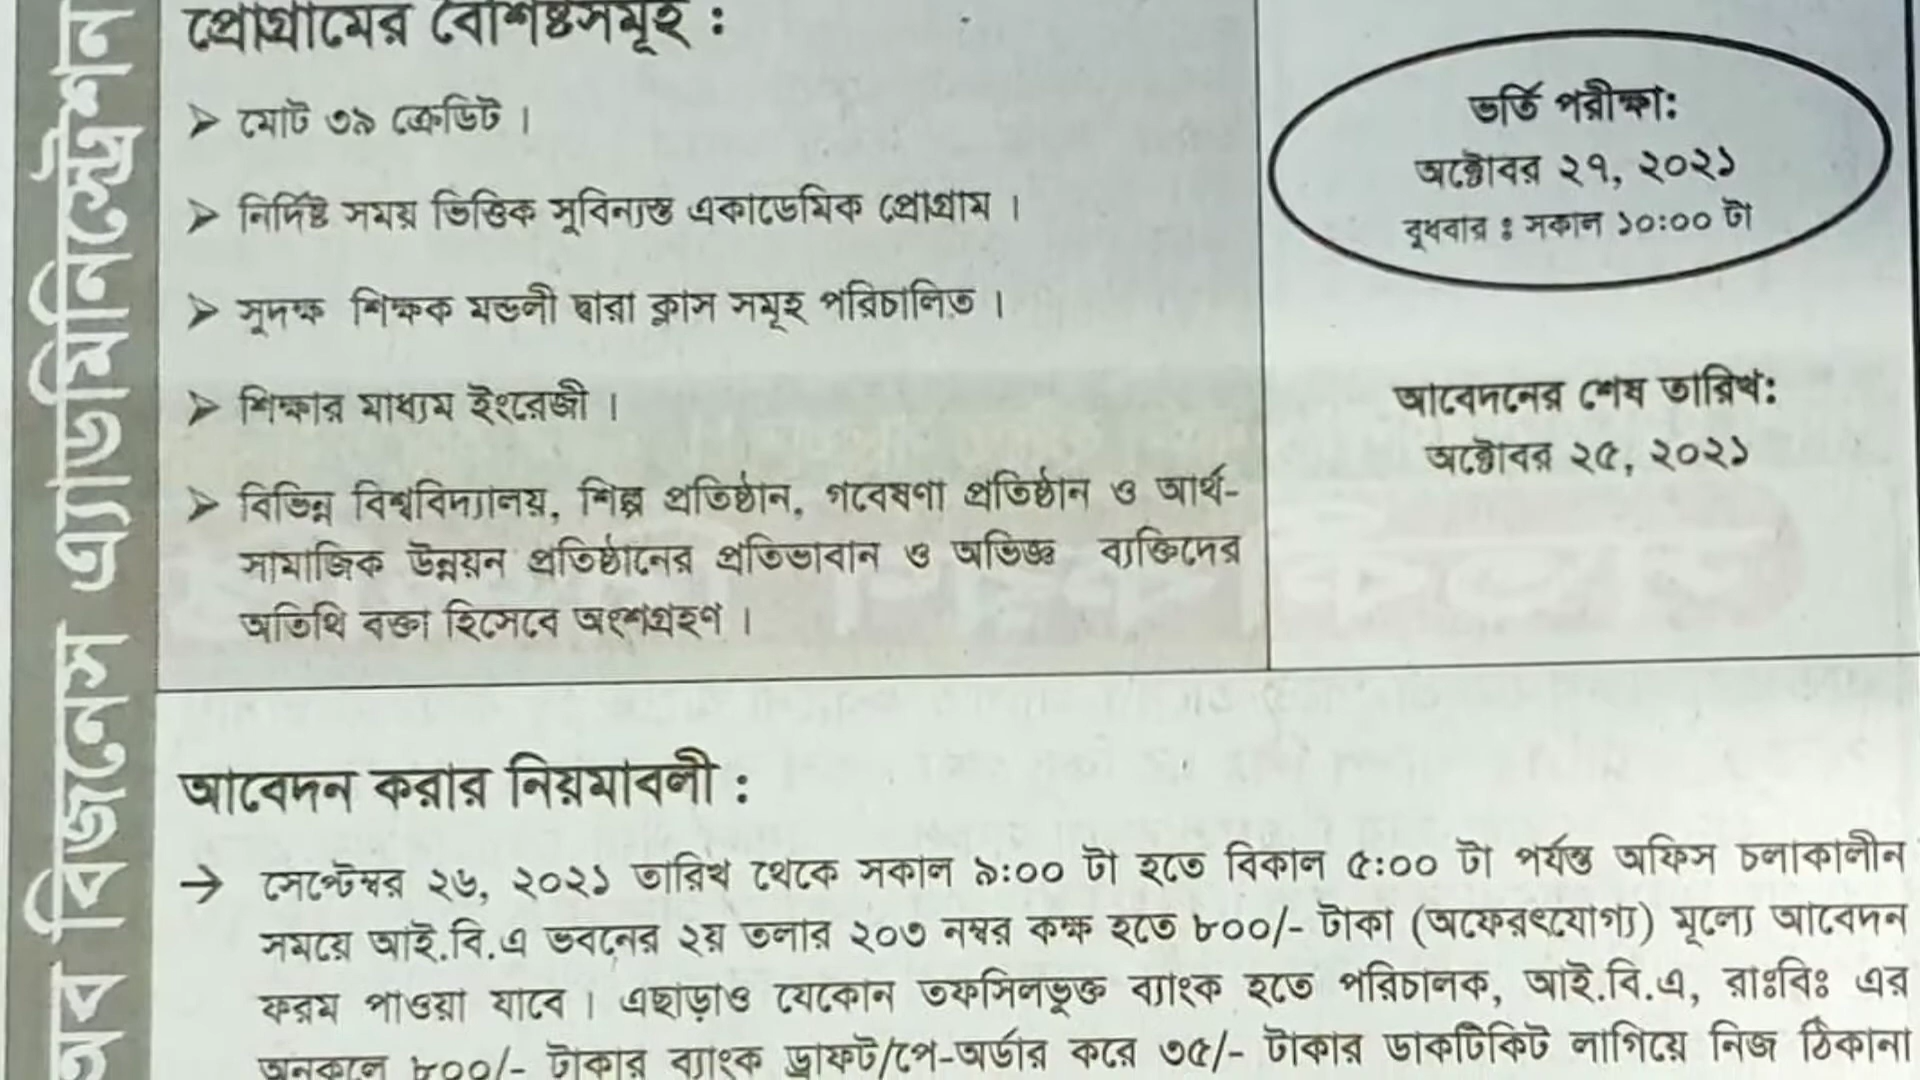 প্রোগ্রামের বৈশিষ্টসমূহ :
➢ মোট ৩৯ ক্রেডিট ।
➢ নির্দিষ্ট সময় ভিত্তিক সুবিন্যস্ত একাডেমিক প্রোগ্রাম ।
➢ সুদক্ষ শিক্ষক মন্ডলী দ্বারা ক্লাস সমূহ পরিচালিত ।
➢ শিক্ষার মাধ্যম ইংরেজী ।
➢ বিভিন্ন বিশ্ববিদ্যালয়, শিল্প প্রতিষ্ঠান, গবেষণা প্রতিষ্ঠান ও আর্থ-
সামাজিক উন্নয়ন প্রতিষ্ঠানের প্রতিভাবান ও অভিজ্ঞ ব্যক্তিদের
অতিথি বক্তা হিসেবে অংশগ্রহণ ।
ভর্তি পরীক্ষা:
অক্টোবর ২৭, ২০২১
বুধবার ঃ সকাল ১০:০০ টা
আবেদনের শেষ তারিখ:
অক্টোবর ২৫, ২০২১
আবেদন করার নিয়মাবলী :
→ সেপ্টেম্বর ২৬, ২০২১ তারিখ থেকে সকাল ৯:০০ টা হতে বিকাল ৫:০০ টা পর্যন্ত অফিস চলাকালীন
সময়ে আই.বি.এ ভবনের ২য় তলার ২০৩ নম্বর কক্ষ হতে ৮০০/- টাকা (অফেরৎযোগ্য) মূল্যে আবেদন
ফরম পাওয়া যাবে । এছাড়াও যেকোন তফসিলভূক্ত ব্যাংক হতে পরিচালক, আই.বি.এ, রাঃবিঃ এর
অনুকূলে ৮০০/- টাকার ব্যাংক ড্রাফট/পে-অর্ডার করে ৩৫/- টাকার ডাকটিকিট লাগিয়ে নিজ ঠিকানা
অব বিজনেস এ্যাডমিনিস্ট্রেশন